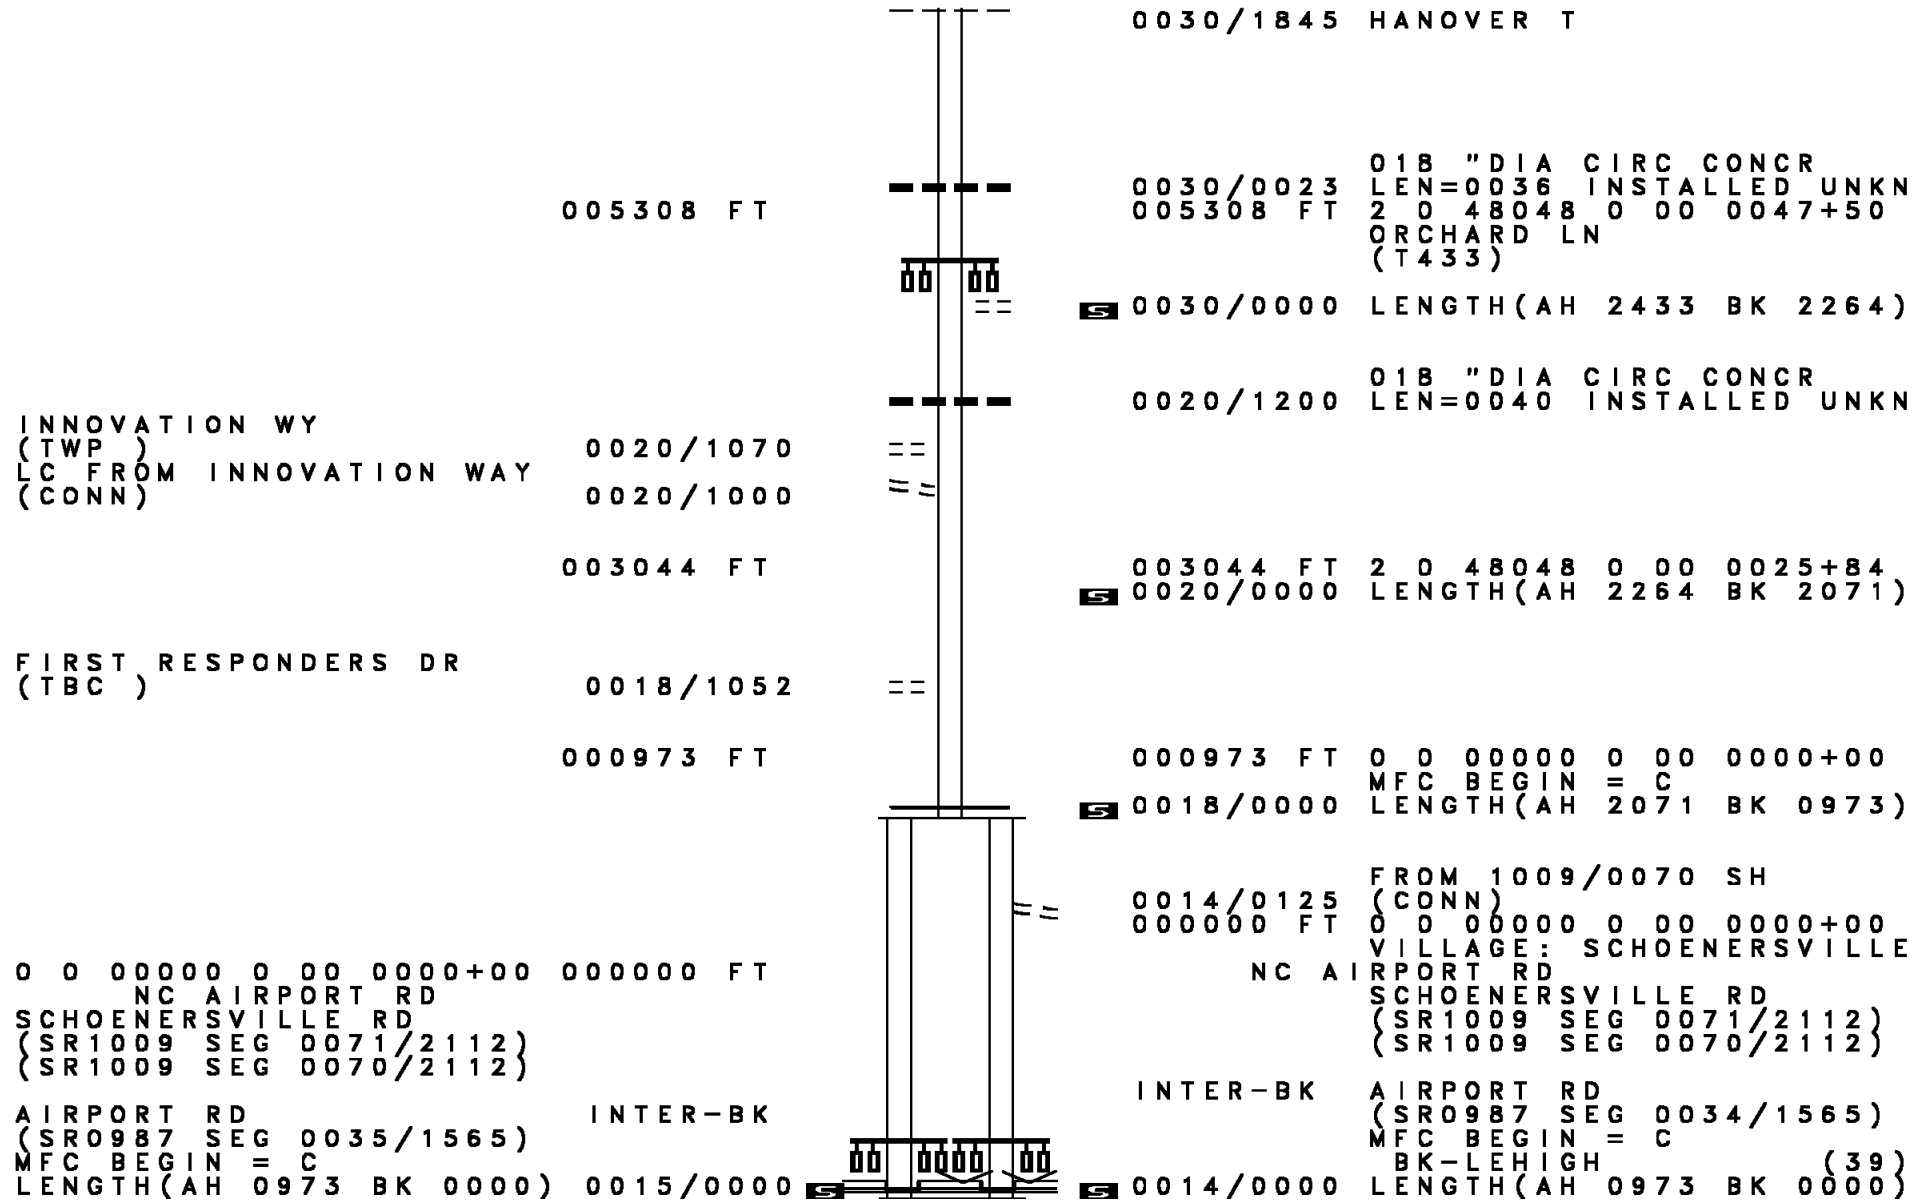 0030/1845 HANOVER T
018 "DIA CIRC CONCR
0030/0023 LEN=0036 INSTALLED UNKN
005308 FT 005308 FT 2 0 48048 0 00 0047+50
ORCHARD LN
(T433)
S 0030/0000 LENGTH(AH 2433 BK 2264)
018 "DIA CIRC CONCR
0020/1200 LEN=0040 INSTALLED UNKN
INNOVATION WY
(TWP ) 0020/1070
LC FROM INNOVATION WAY
(CONN) 0020/1000
003044 FT 003044 FT 2 0 48048 0 00 0025+84
S 0020/0000 LENGTH(AH 2264 BK 2071)
FIRST RESPONDERS DR
(TBC ) 0018/1052
000973 FT 000973 FT 0 0 00000 0 00 0000+00
MFC BEGIN = C
S 0018/0000 LENGTH(AH 2071 BK 0973)
FROM 1009/0070 SH
0014/0125 (CONN)
000000 FT 0 0 00000 0 00 0000+00
VILLAGE: SCHOENERSVILLE
0 0 00000 0 00 0000+00 000000 FT NC AIRPORT RD
NC AIRPORT RD SCHOENERSVILLE RD
SCHOENERSVILLE RD (SR1009 SEG 0071/2112)
(SR1009 SEG 0071/2112) (SR1009 SEG 0070/2112)
(SR1009 SEG 0070/2112)
INTER-BK AIRPORT RD
AIRPORT RD INTER-BK (SR0987 SEG 0034/1565)
(SR0987 SEG 0035/1565) MFC BEGIN = C
MFC BEGIN = C BK-LEHIGH (39)
LENGTH(AH 0973 BK 0000) 0015/0000 S S 0014/0000 LENGTH(AH 0973 BK 0000)